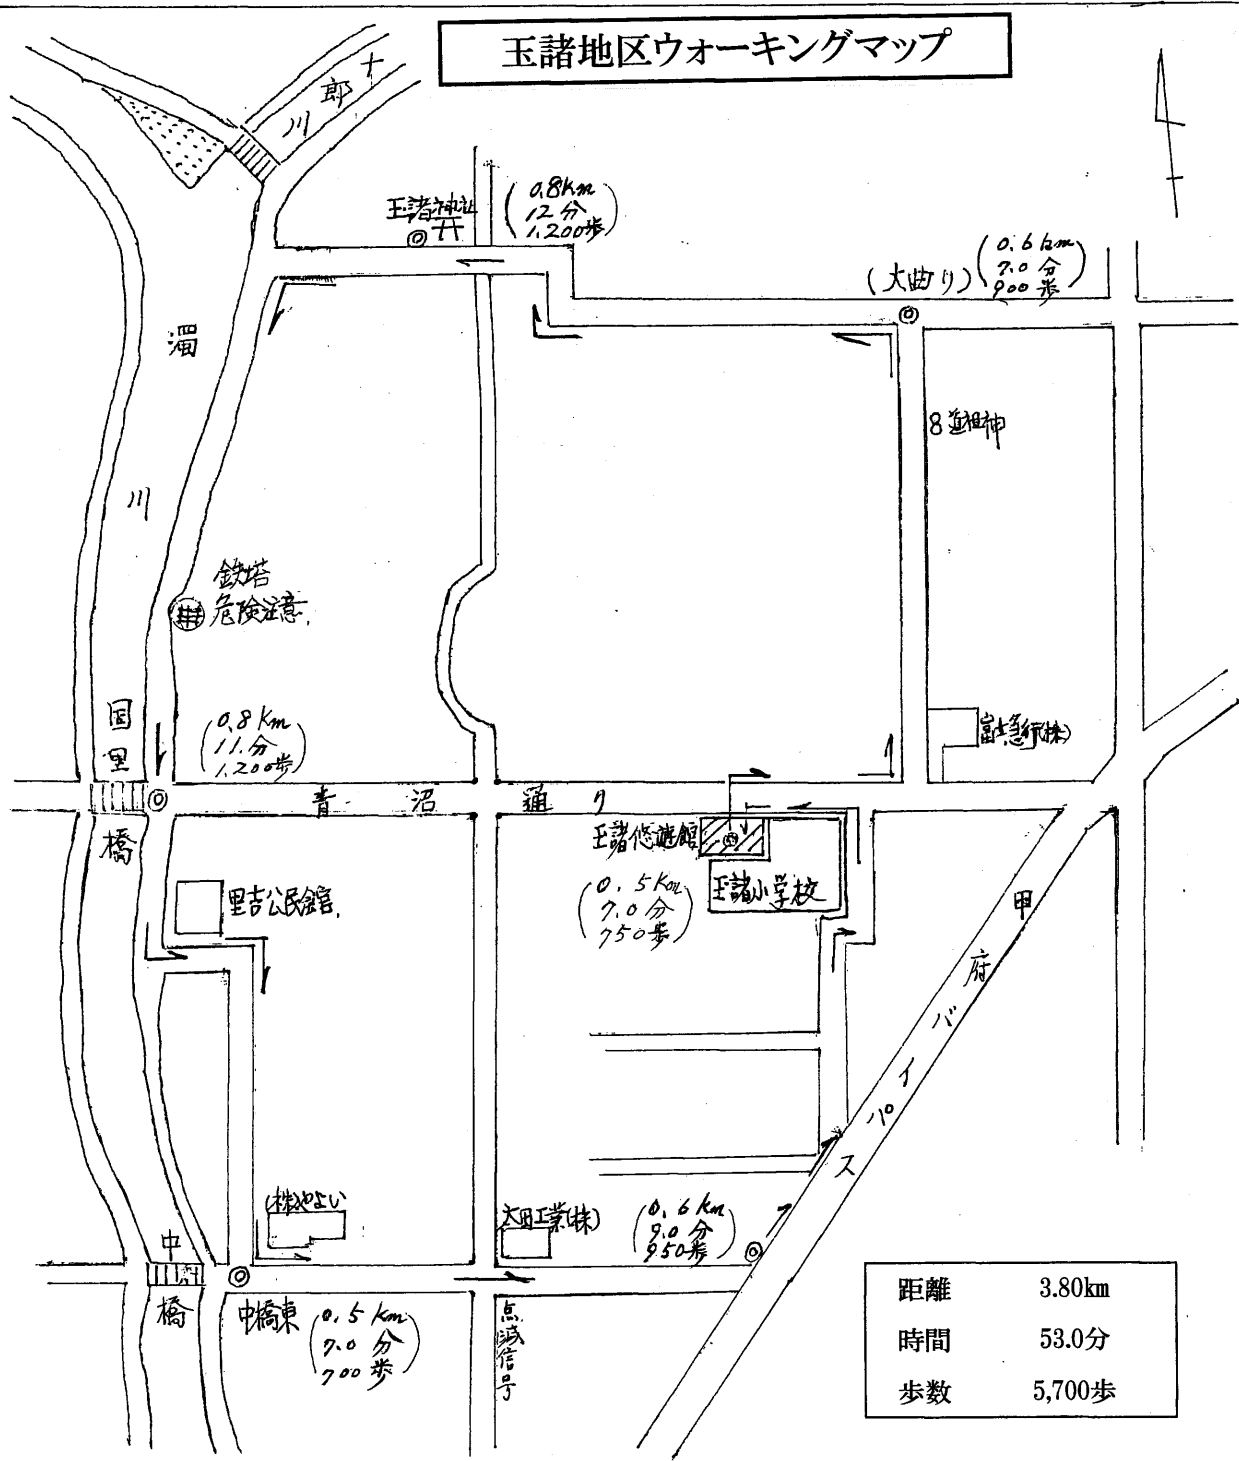 玉諸地区ウォーキングマップ
十郎川
玉諸神社
0.8Km
12分
1.200歩
(大曲り)
0.6km
7.0分
900歩
濁川
8道祖神
鉄塔
危険注意.
国里橋
0.8Km
11.分
1.200歩
富士急行(株)
青沼通り
玉諸悠遊館
玉諸小学校
0.5Km
7.0分
750歩
里吉公民館.
甲府バイパス
(株)やよい
太田工業(株)
0.6Km
9.0分
950歩
中橋
中橋東
0.5Km
7.0分
700歩
点滅信号
距離 3.80km
時間 53.0分
歩数 5,700歩